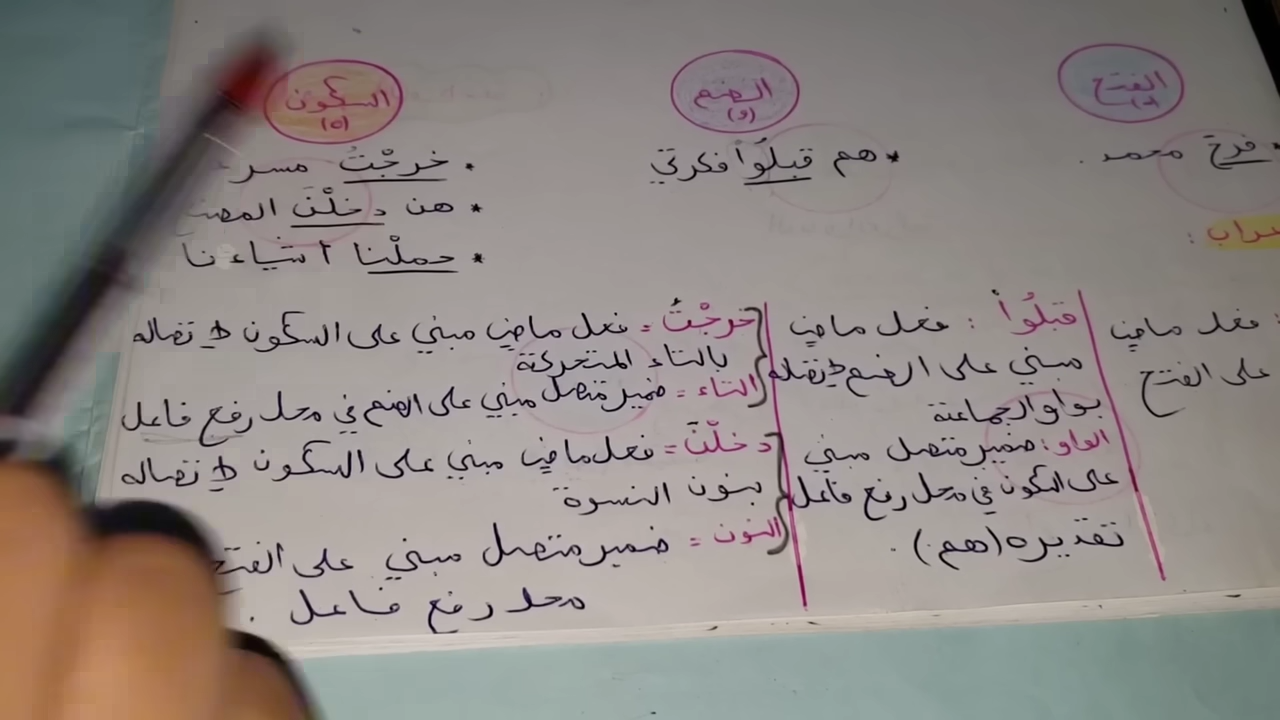 الفتح
(َ)
* فرحَ محمد.
الضم
(و)
* هم قبلُوا فكرتي
السكون
(ه)
* خرجْتُ
* هن دخلْنَ
* حملْنا أشياءنا
فعل ماضٍ
على الفتح
قبلُوا: فعل ماضٍ
مبني على الضم لاتصاله
بواو الجماعة
الواو: ضمير متصل مبني
على السكون في محل رفع فاعل
تقديره (هم).
خرجْتُ = فعل ماضٍ مبني على السكون لاتصاله
بالتاء المتحركة
التاء = ضمير متصل مبني على الضم في محل رفع فاعل
دخلْنَ = فعل ماضٍ مبني على السكون لاتصاله
بنون النسوة
النون = ضمير متصل مبني على الفتح
محل رفع فاعل.